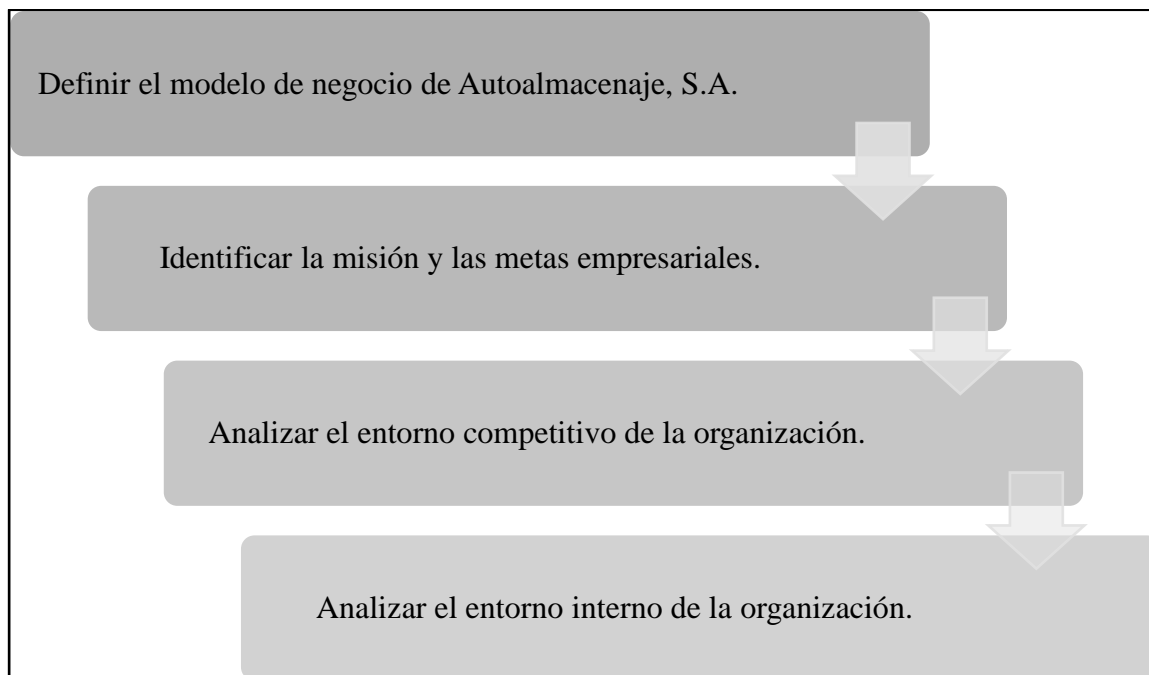 Definir el modelo de negocio de Autoalmacenaje, S.A.
Identificar la misión y las metas empresariales.
Analizar el entorno competitivo de la organización.
Analizar el entorno interno de la organización.